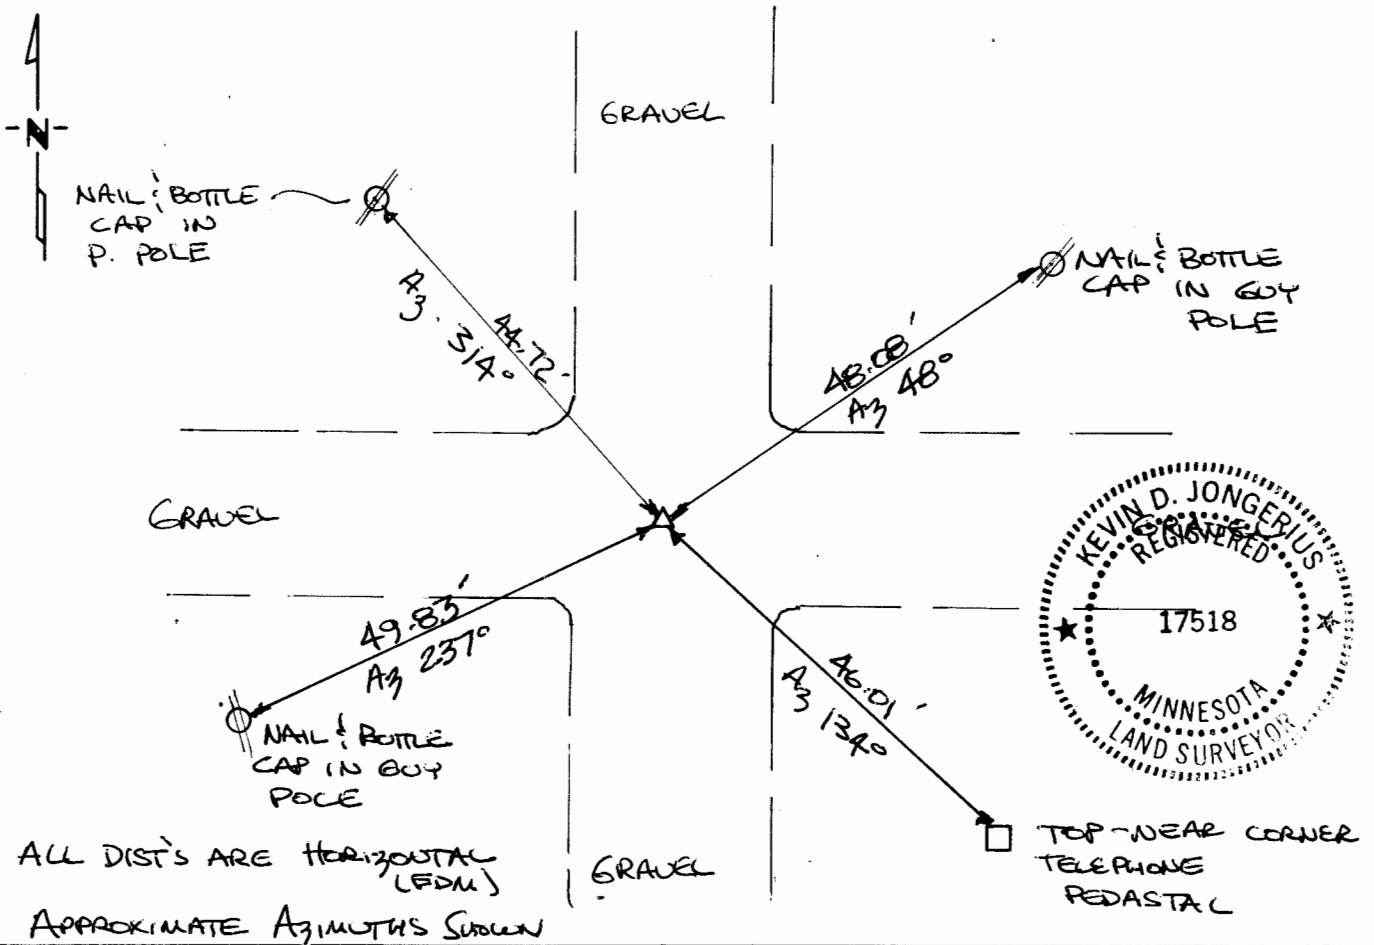 GRAVEL
-N-
NAIL & BOTTLE
CAP IN
P. POLE
NAIL & BOTTLE
CAP IN GUY
POLE
44.72'
Az. 314°
48.08'
Az 48°
GRAVEL
KEVIN D. JONGERIUS
GRAVEL
REGISTERED
17518
MINNESOTA
LAND SURVEYOR
49.83'
Az 237°
46.01'
Az 134°
NAIL & BOTTLE
CAP IN GUY
POLE
TOP-NEAR CORNER
TELEPHONE
PEDASTAL
ALL DIST'S ARE HORIZONTAL
(EDM)
GRAVEL
APPROXIMATE AZIMUTHS SHOWN